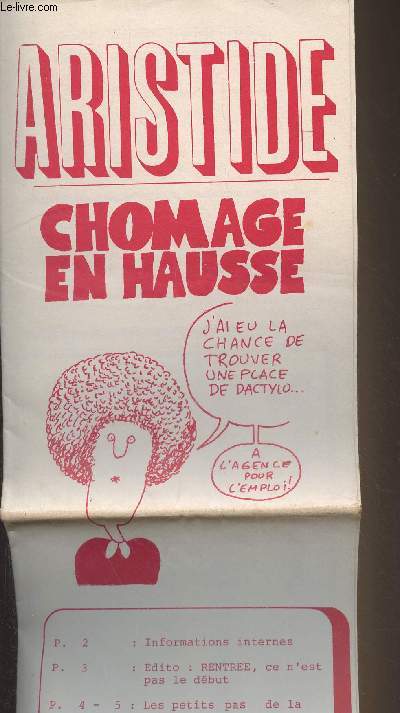 © Le-livre.com
ARISTIDE
CHOMAGE
EN HAUSSE
J'AI EU LA
CHANCE DE
TROUVER
UNE PLACE
DE DACTYLO...
A
L'AGENCE
POUR
L'EMPLOI!
P. 2 : Informations internes
P. 3 : Edito : RENTREE, ce n'est
pas le début
P. 4 - 5 : Les petits pas de la